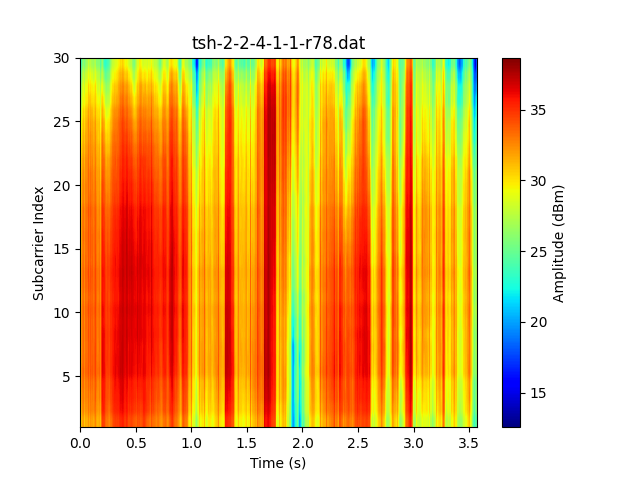 tsh-2-2-4-1-1-r78.dat
30
25
20
15
10
5
Subcarrier Index
0.0 0.5 1.0 1.5 2.0 2.5 3.0 3.5
Time (s)
35
30
25
20
15
Amplitude (dBm)